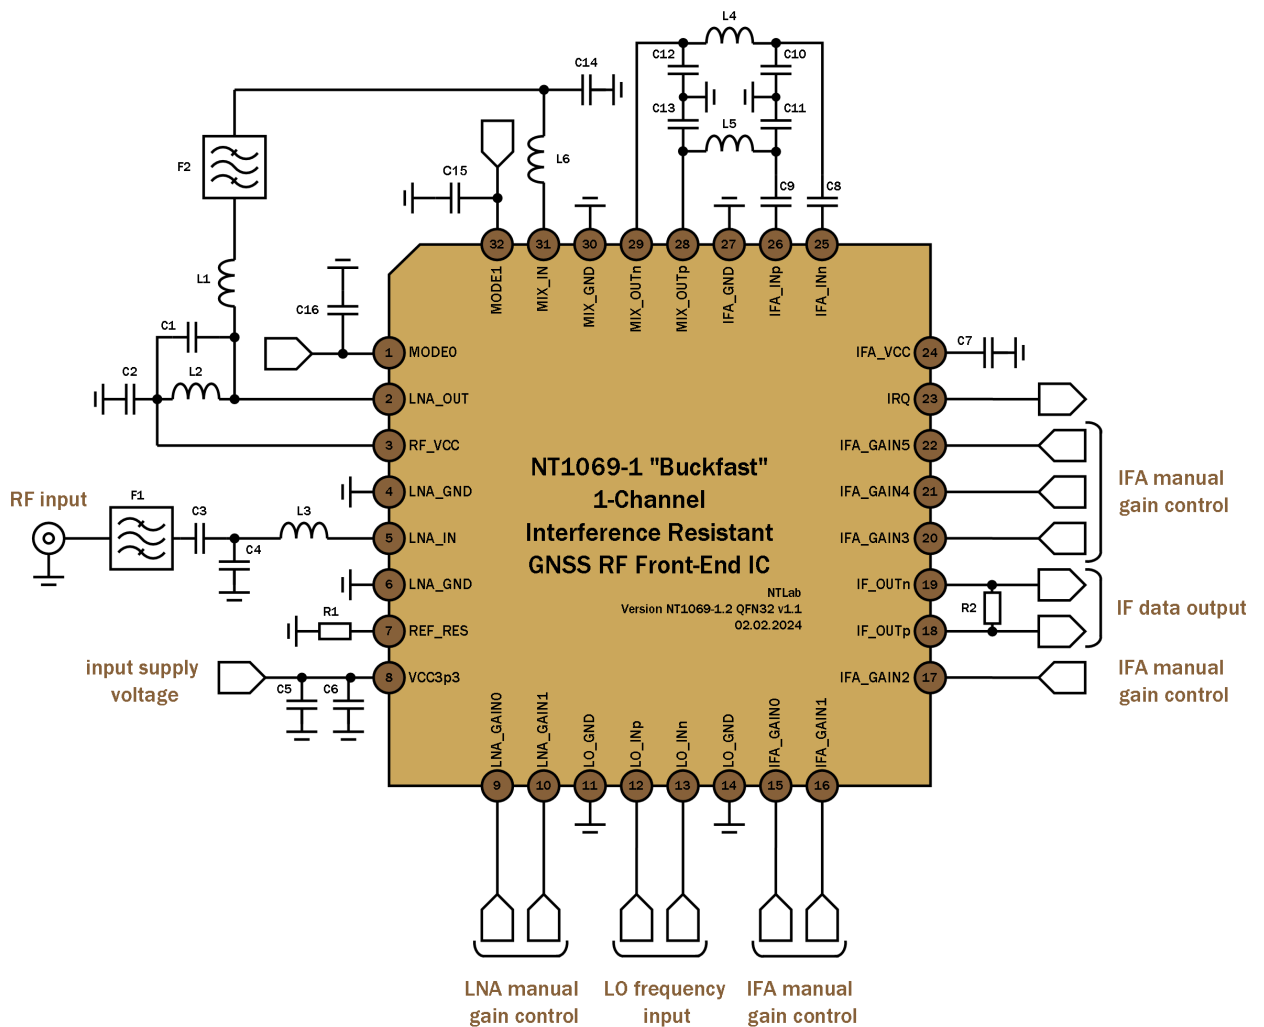 L4
C12
C10
C14
C13
C11
L5
F2
L6
C15
C9
C8
32
31
30
29
28
27
26
25
MODE1
MIX_IN
MIX_GND
MIX_OUTn
MIX_OUTp
IFA_GND
IFA_INp
IFA_INn
L1
C16
C1
C2
L2
1 MODE0
2 LNA_OUT
3 RF_VCC
4 LNA_GND
5 LNA_IN
6 LNA_GND
7 REF_RES
8 VCC3p3
RF input
F1
C3
C4
L3
R1
input supply
voltage
C5
C6
NT1069-1 "Buckfast"
1-Channel
Interference Resistant
GNSS RF Front-End IC
NTLab
Version NT1069-1.2 QFN32 v1.1
02.02.2024
IFA_VCC 24
C7
IRQ 23
IFA_GAIN5 22
IFA_GAIN4 21
IFA_GAIN3 20
IF_OUTn 19
IF_OUTp 18
IFA_GAIN2 17
R2
IFA manual
gain control
IF data output
IFA manual
gain control
LNA_GAIN0
LNA_GAIN1
LO_GND
LO_INp
LO_INn
LO_GND
IFA_GAIN0
IFA_GAIN1
9
10
11
12
13
14
15
16
LNA manual
gain control
LO frequency
input
IFA manual
gain control